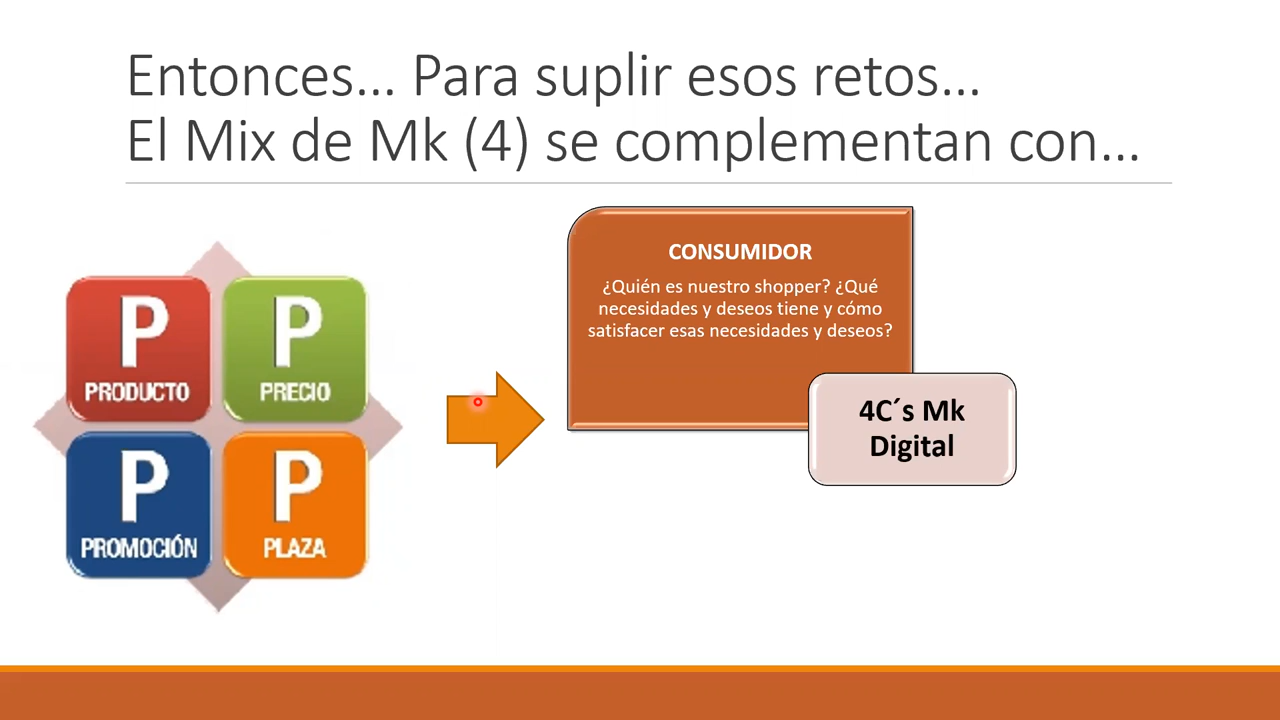 Entonces... Para suplir esos retos...
El Mix de Mk (4) se complementan con...
P
PRODUCTO
P
PRECIO
P
PROMOCIÓN
P
PLAZA
CONSUMIDOR
¿Quién es nuestro shopper? ¿Qué
necesidades y deseos tiene y cómo
satisfacer esas necesidades y deseos?
4C´s Mk
Digital